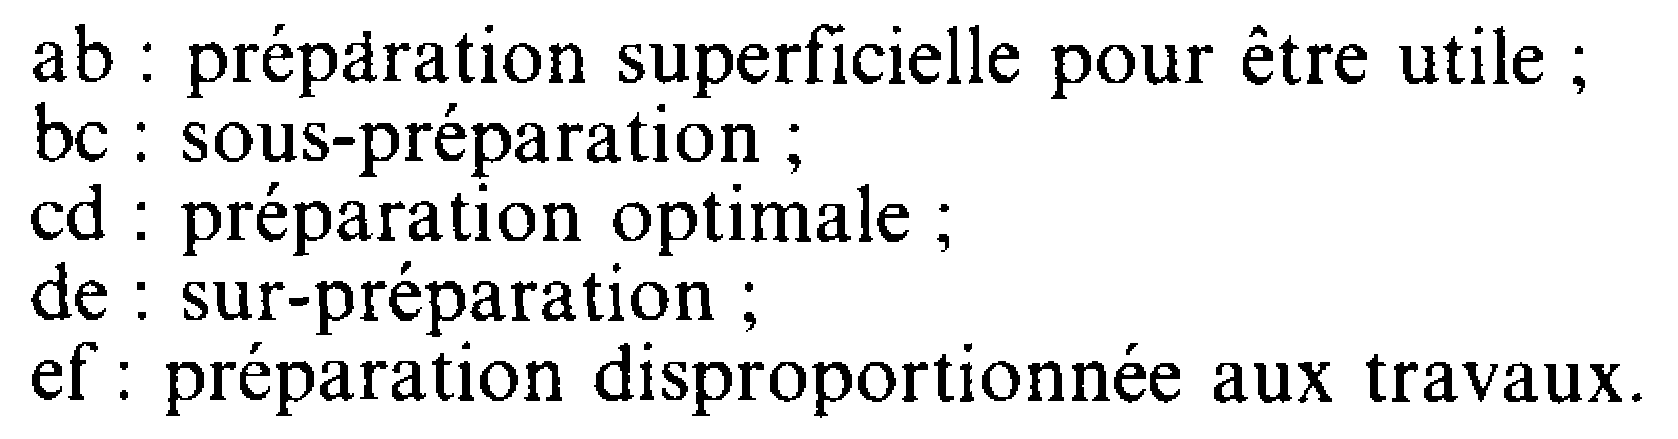 ab : préparation superficielle pour être utile ;
bc : sous-préparation ;
cd : préparation optimale ;
de : sur-préparation ;
ef : préparation disproportionnée aux travaux.